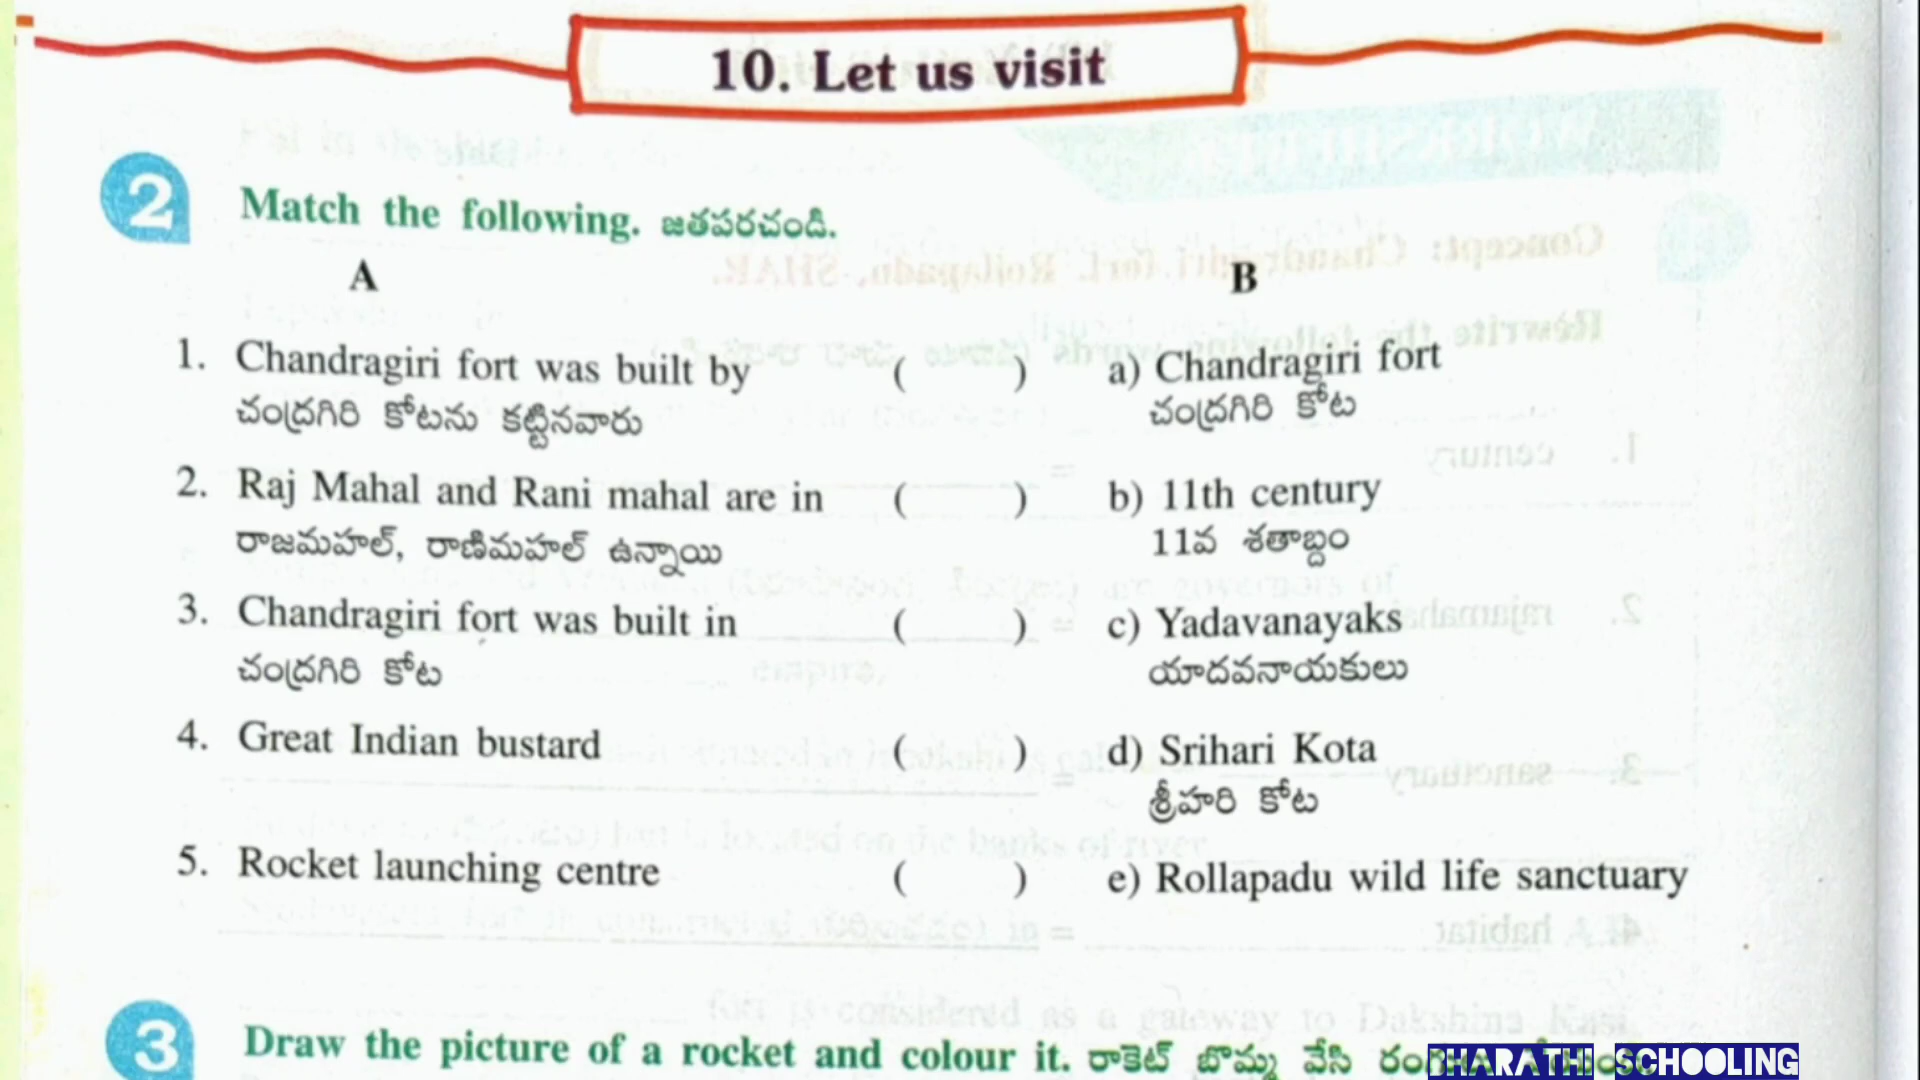 10. Let us visit
2 Match the following. జతపరచండి.
A B
1. Chandragiri fort was built by ( ) a) Chandragiri fort
చంద్రగిరి కోటను కట్టినవారు చంద్రగిరి కోట
2. Raj Mahal and Rani mahal are in ( ) b) 11th century
రాజమహల్, రాణిమహల్ ఉన్నాయి 11వ శతాబ్దం
3. Chandragiri fort was built in ( ) c) Yadavanayaks
చంద్రగిరి కోట యాదవనాయకులు
4. Great Indian bustard ( ) d) Srihari Kota
శ్రీహరి కోట
5. Rocket launching centre ( ) e) Rollapadu wild life sanctuary
3 Draw the picture of a rocket and colour it. రాకెట్ బొమ్మ వేసి
BHARATHI SCHOOLING